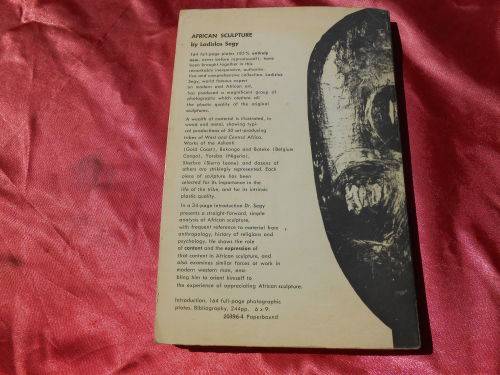 AFRICAN SCULPTURE
by Ladislas Segy
164 full-page plates (85% entirely
new, never before reproduced), have
been brought together in this
remarkably inexpensive, authorita-
tive and comprehensive collection. Ladislas
Segy, world famous expert
on modern and African art,
has produced a magnificent group of
photographs which capture all
the plastic quality of the original
sculptures.
A wealth of material is illustrated, in
wood and metal, showing typi-
cal productions of 50 art-producing
tribes of West and Central Africa.
Works of the Ashanti
(Gold Coast), Bakongo and Bateke (Belgium
Congo), Yoruba (Nigeria),
Sherbro (Sierra Leone) and dozens of
others are strikingly represented. Each
piece of sculpture has been
selected for its importance in the
life of the tribe, and for its intrinsic
plastic quality.
In a 34-page introduction Dr. Segy
presents a straight-forward, simple
analysis of African sculpture,
with frequent reference to material from
anthropology, history of religions and
psychology. He shows the role
of content and the expression of
that content in African sculpture, and
also examines similar forces at work in
modern western man, ena-
bling him to orient himself to
the experience of appreciating African sculpture.
Introduction. 164 full-page photographic
plates. Bibliography. 244pp. 6 x 9.
20396-4 Paperbound